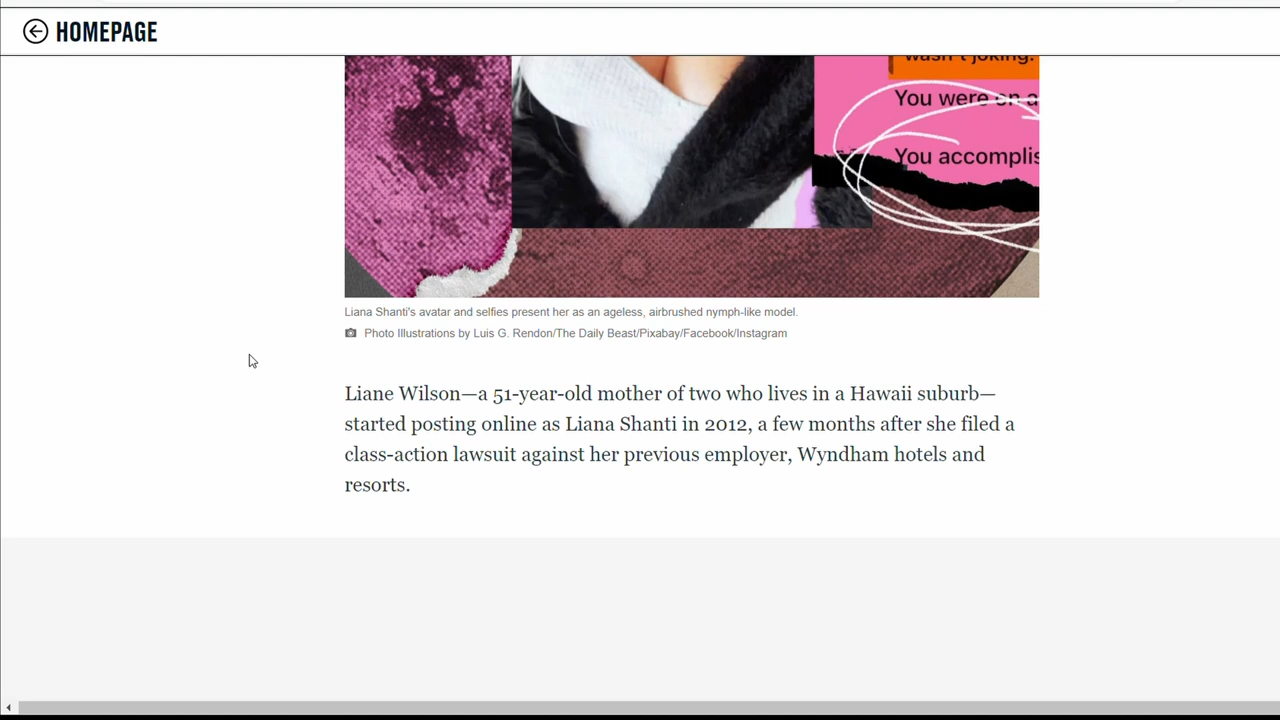 HOMEPAGE
wasn't joking.
You were on a
You accomplis
Liana Shanti's avatar and selfies present her as an ageless, airbrushed nymph-like model.
Photo Illustrations by Luis G. Rendon/The Daily Beast/Pixabay/Facebook/Instagram
Liane Wilson—a 51-year-old mother of two who lives in a Hawaii suburb—
started posting online as Liana Shanti in 2012, a few months after she filed a
class-action lawsuit against her previous employer, Wyndham hotels and
resorts.